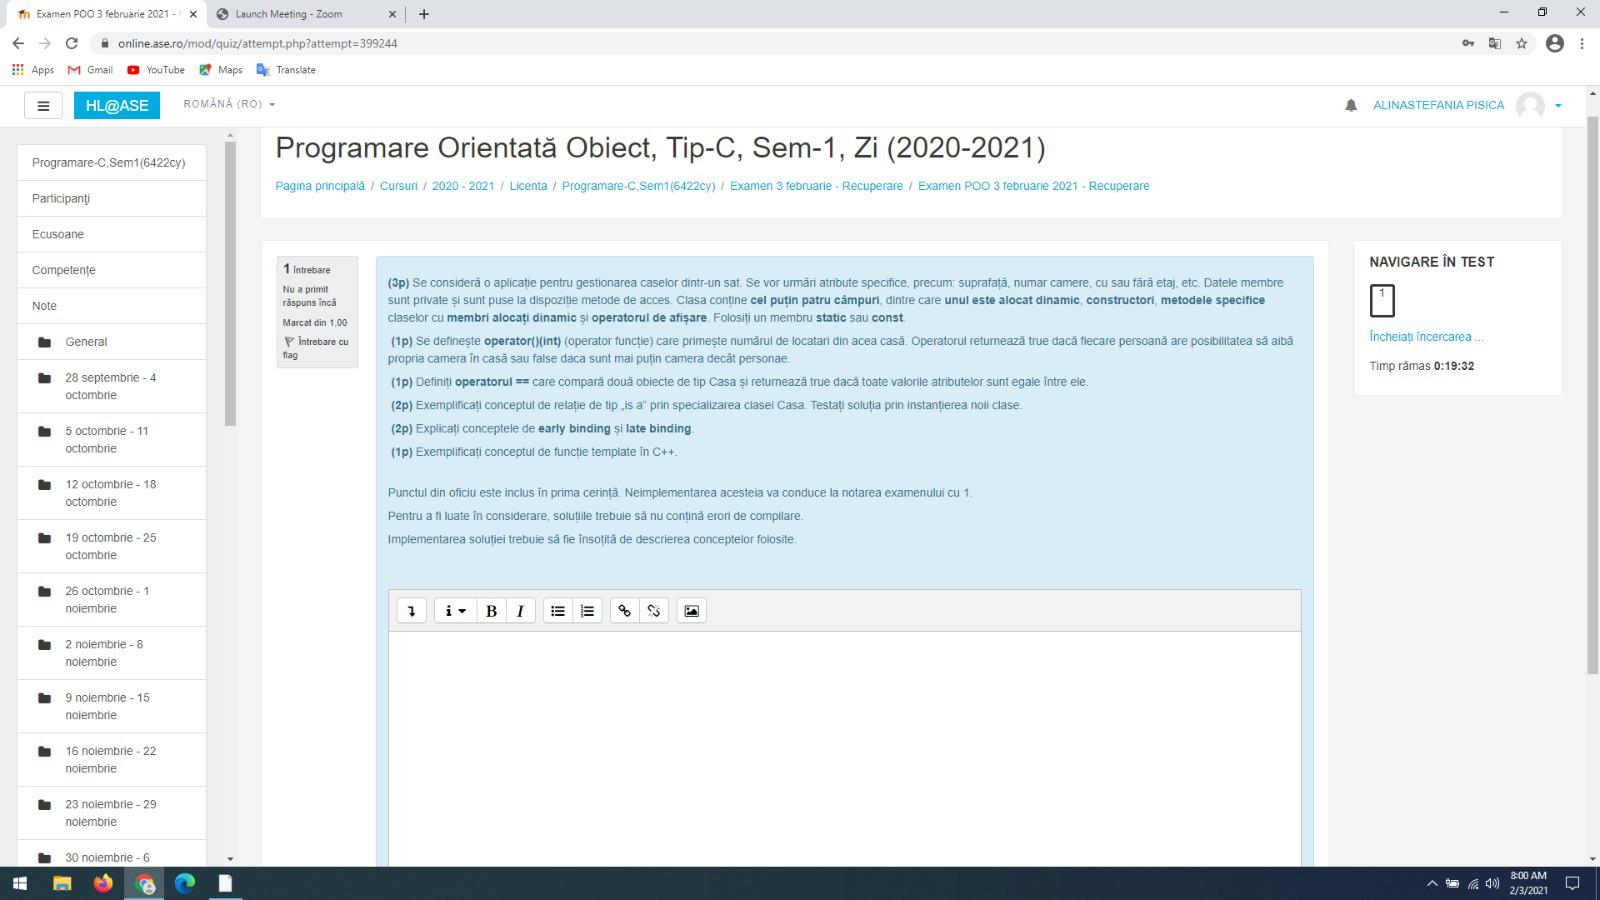 Examen POO 3 februarie 2021 -
Launch Meeting - Zoom
online.ase.ro/mod/quiz/attempt.php?attempt=399244
Apps
Gmail
YouTube
Maps
Translate
HL@ASE
ROMÂNĂ (RO)
ALINASTEFANIA PISICA
Programare-C,Sem1(6422cy)
Participanți
Ecusoane
Competențe
Note
General
28 septembrie - 4
octombrie
5 octombrie - 11
octombrie
12 octombrie - 18
octombrie
19 octombrie - 25
octombrie
26 octombrie - 1
noiembrie
2 noiembrie - 8
noiembrie
9 noiembrie - 15
noiembrie
16 noiembrie - 22
noiembrie
23 noiembrie - 29
noiembrie
30 noiembrie - 6
Programare Orientată Obiect, Tip-C, Sem-1, Zi (2020-2021)
Pagina principală / Cursuri / 2020 - 2021 / Licenta / Programare-C,Sem1(6422cy) / Examen 3 februarie - Recuperare / Examen POO 3 februarie 2021 - Recuperare
1 întrebare
Nu a primit
răspuns încă
Marcat din 1,00
Întrebare cu
flag
(3p) Se consideră o aplicație pentru gestionarea caselor dintr-un sat. Se vor urmări atribute specifice, precum: suprafață, numar camere, cu sau fără etaj, etc. Datele membre
sunt private și sunt puse la dispoziție metode de acces. Clasa conține cel puțin patru câmpuri, dintre care unul este alocat dinamic, constructori, metodele specifice
claselor cu membri alocați dinamic și operatorul de afișare. Folosiți un membru static sau const.
(1p) Se definește operator()(int) (operator funcție) care primește numărul de locatari din acea casă. Operatorul returnează true dacă fiecare persoană are posibilitatea să aibă
propria camera în casă sau false daca sunt mai puțin camera decât personae.
(1p) Definiți operatorul == care compară două obiecte de tip Casa și returnează true dacă toate valorile atributelor sunt egale între ele.
(2p) Exemplificați conceptul de relație de tip „is a” prin specializarea clasei Casa. Testați soluția prin instanțierea noii clase.
(2p) Explicați conceptele de early binding și late binding.
(1p) Exemplificați conceptul de funcție template în C++.
Punctul din oficiu este inclus în prima cerință. Neimplementarea acesteia va conduce la notarea examenului cu 1.
Pentru a fi luate în considerare, soluțiile trebuie să nu conțină erori de compilare.
Implementarea soluției trebuie să fie însoțită de descrierea conceptelor folosite.
i
B
I
NAVIGARE ÎN TEST
1
Încheiați încercarea ...
Timp rămas 0:19:32
8:00 AM
2/3/2021